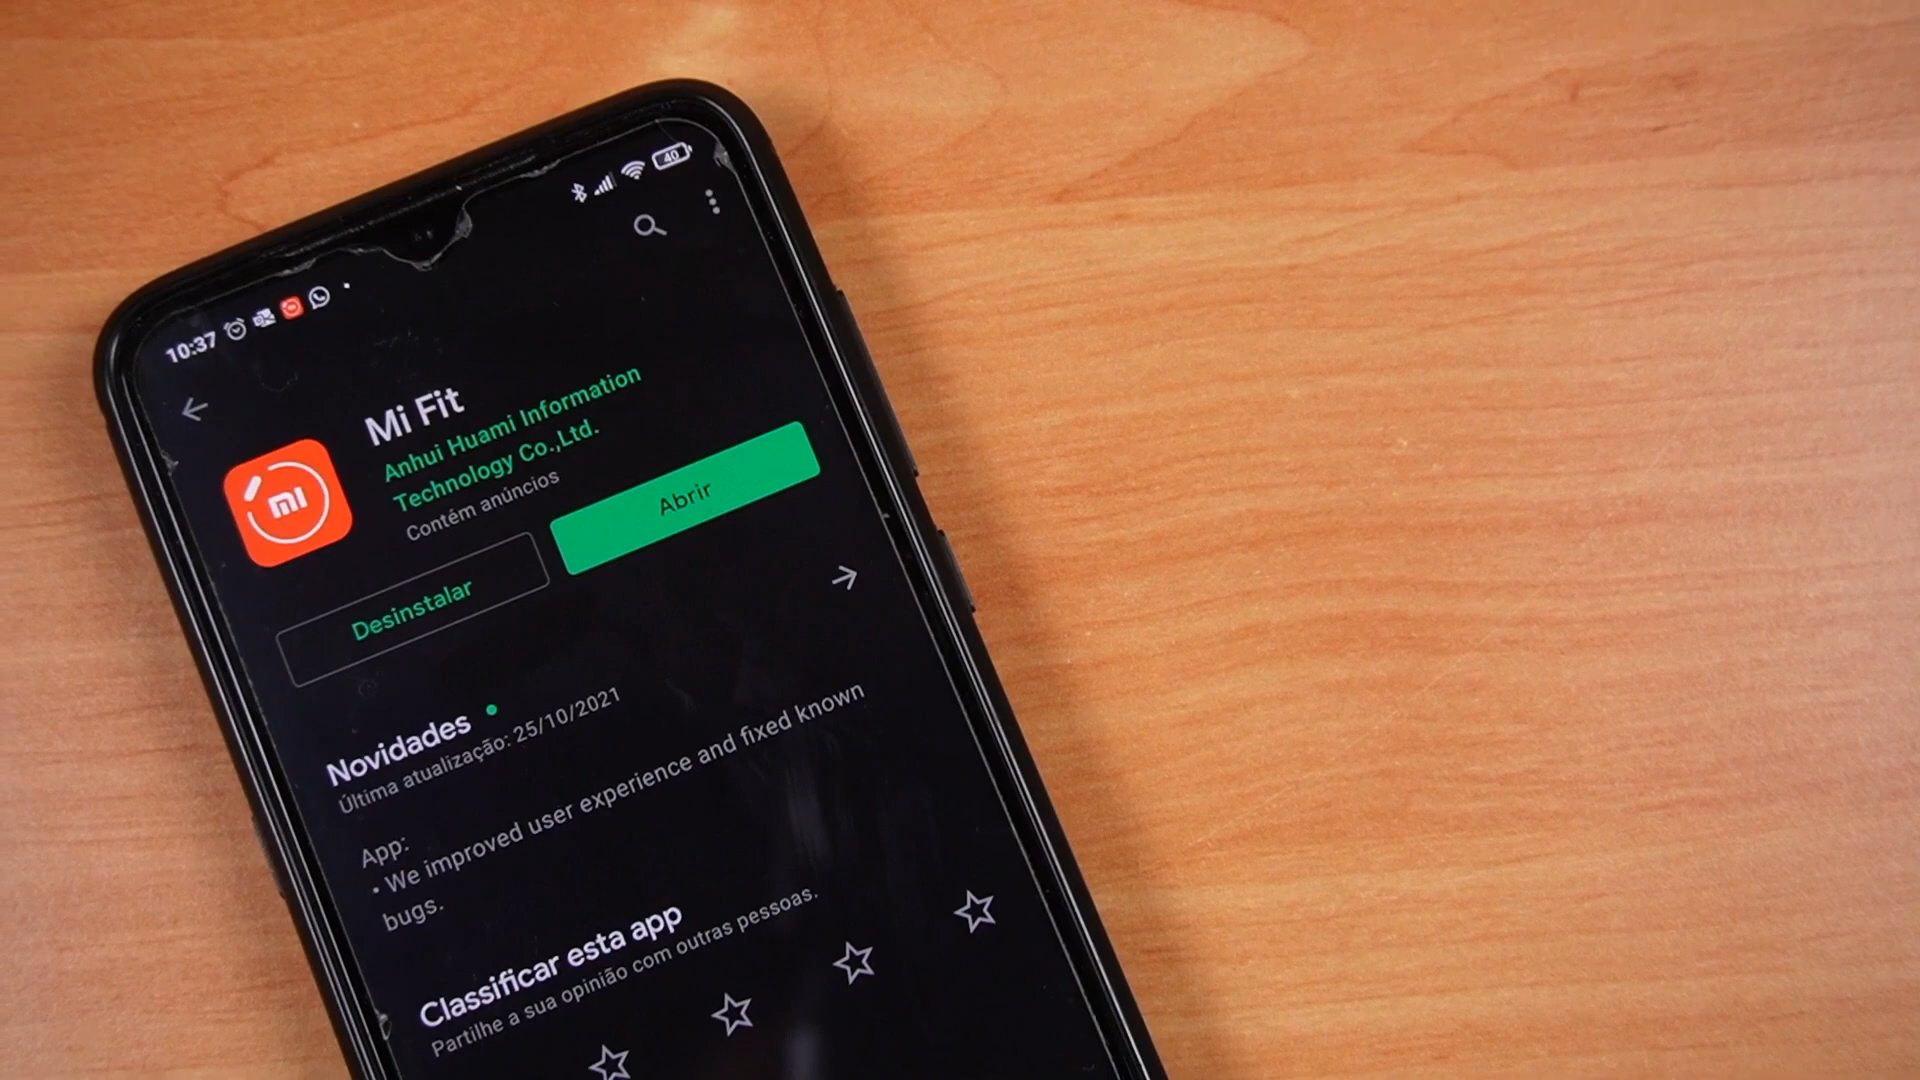 10:37
40
Mi Fit
Anhui Huami Information
Technology Co.,Ltd.
Contém anúncios
mi
Desinstalar
Abrir
Novidades
Última atualização: 25/10/2021
App:
• We improved user experience and fixed known
bugs.
Classificar esta app
Partilhe a sua opinião com outras pessoas.